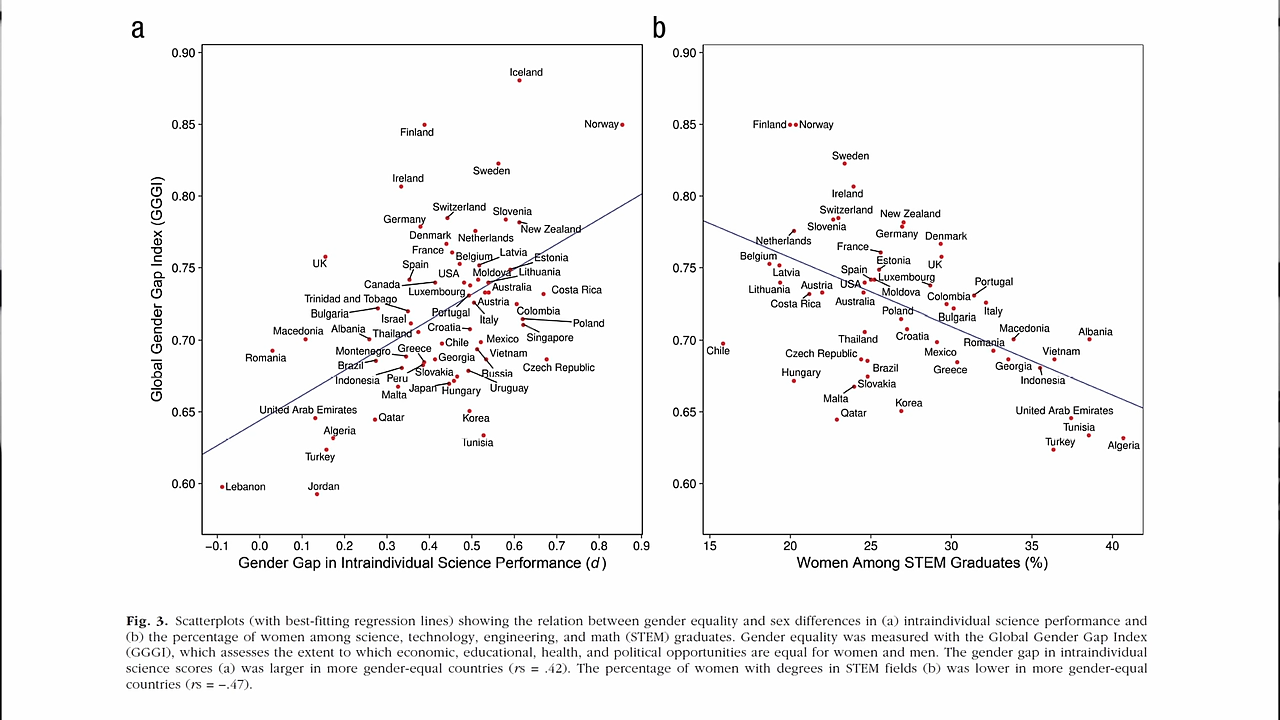 a
b
0.90
0.85
0.80
0.75
0.70
0.65
0.60
Global Gender Gap Index (GGGI)
Iceland
Finland
Norway
Sweden
Ireland
Switzerland
Slovenia
Germany
New Zealand
Denmark
Netherlands
France
Latvia
Belgium
Estonia
UK
Spain
USA
Moldova
Lithuania
Canada
Luxembourg
Australia
Costa Rica
Trinidad and Tobago
Austria
Bulgaria
Portugal
Colombia
Israel
Italy
Poland
Macedonia
Albania
Thailand
Croatia
Singapore
Chile
Mexico
Romania
Montenegro
Greece
Georgia
Vietnam
Brazil
Slovakia
Russia
Czech Republic
Indonesia
Peru
Japan
Hungary
Uruguay
Malta
United Arab Emirates
Qatar
Korea
Algeria
Tunisia
Turkey
Lebanon
Jordan
−0.1 0.0 0.1 0.2 0.3 0.4 0.5 0.6 0.7 0.8 0.9
Gender Gap in Intraindividual Science Performance (d)
0.90
0.85
0.80
0.75
0.70
0.65
0.60
Finland
Norway
Sweden
Ireland
Switzerland
New Zealand
Slovenia
Germany
Netherlands
Denmark
France
Belgium
Estonia
UK
Latvia
Spain
Luxembourg
Lithuania
Austria
USA
Moldova
Portugal
Costa Rica
Australia
Colombia
Italy
Poland
Bulgaria
Thailand
Croatia
Macedonia
Albania
Chile
Czech Republic
Mexico
Romania
Vietnam
Hungary
Brazil
Greece
Georgia
Slovakia
Indonesia
Malta
Qatar
Korea
United Arab Emirates
Tunisia
Turkey
Algeria
15 20 25 30 35 40
Women Among STEM Graduates (%)
Fig. 3. Scatterplots (with best-fitting regression lines) showing the relation between gender equality and sex differences in (a) intraindividual science performance and
(b) the percentage of women among science, technology, engineering, and math (STEM) graduates. Gender equality was measured with the Global Gender Gap Index
(GGGI), which assesses the extent to which economic, educational, health, and political opportunities are equal for women and men. The gender gap in intraindividual
science scores (a) was larger in more gender-equal countries (rs = .42). The percentage of women with degrees in STEM fields (b) was lower in more gender-equal
countries (rs = −.47).